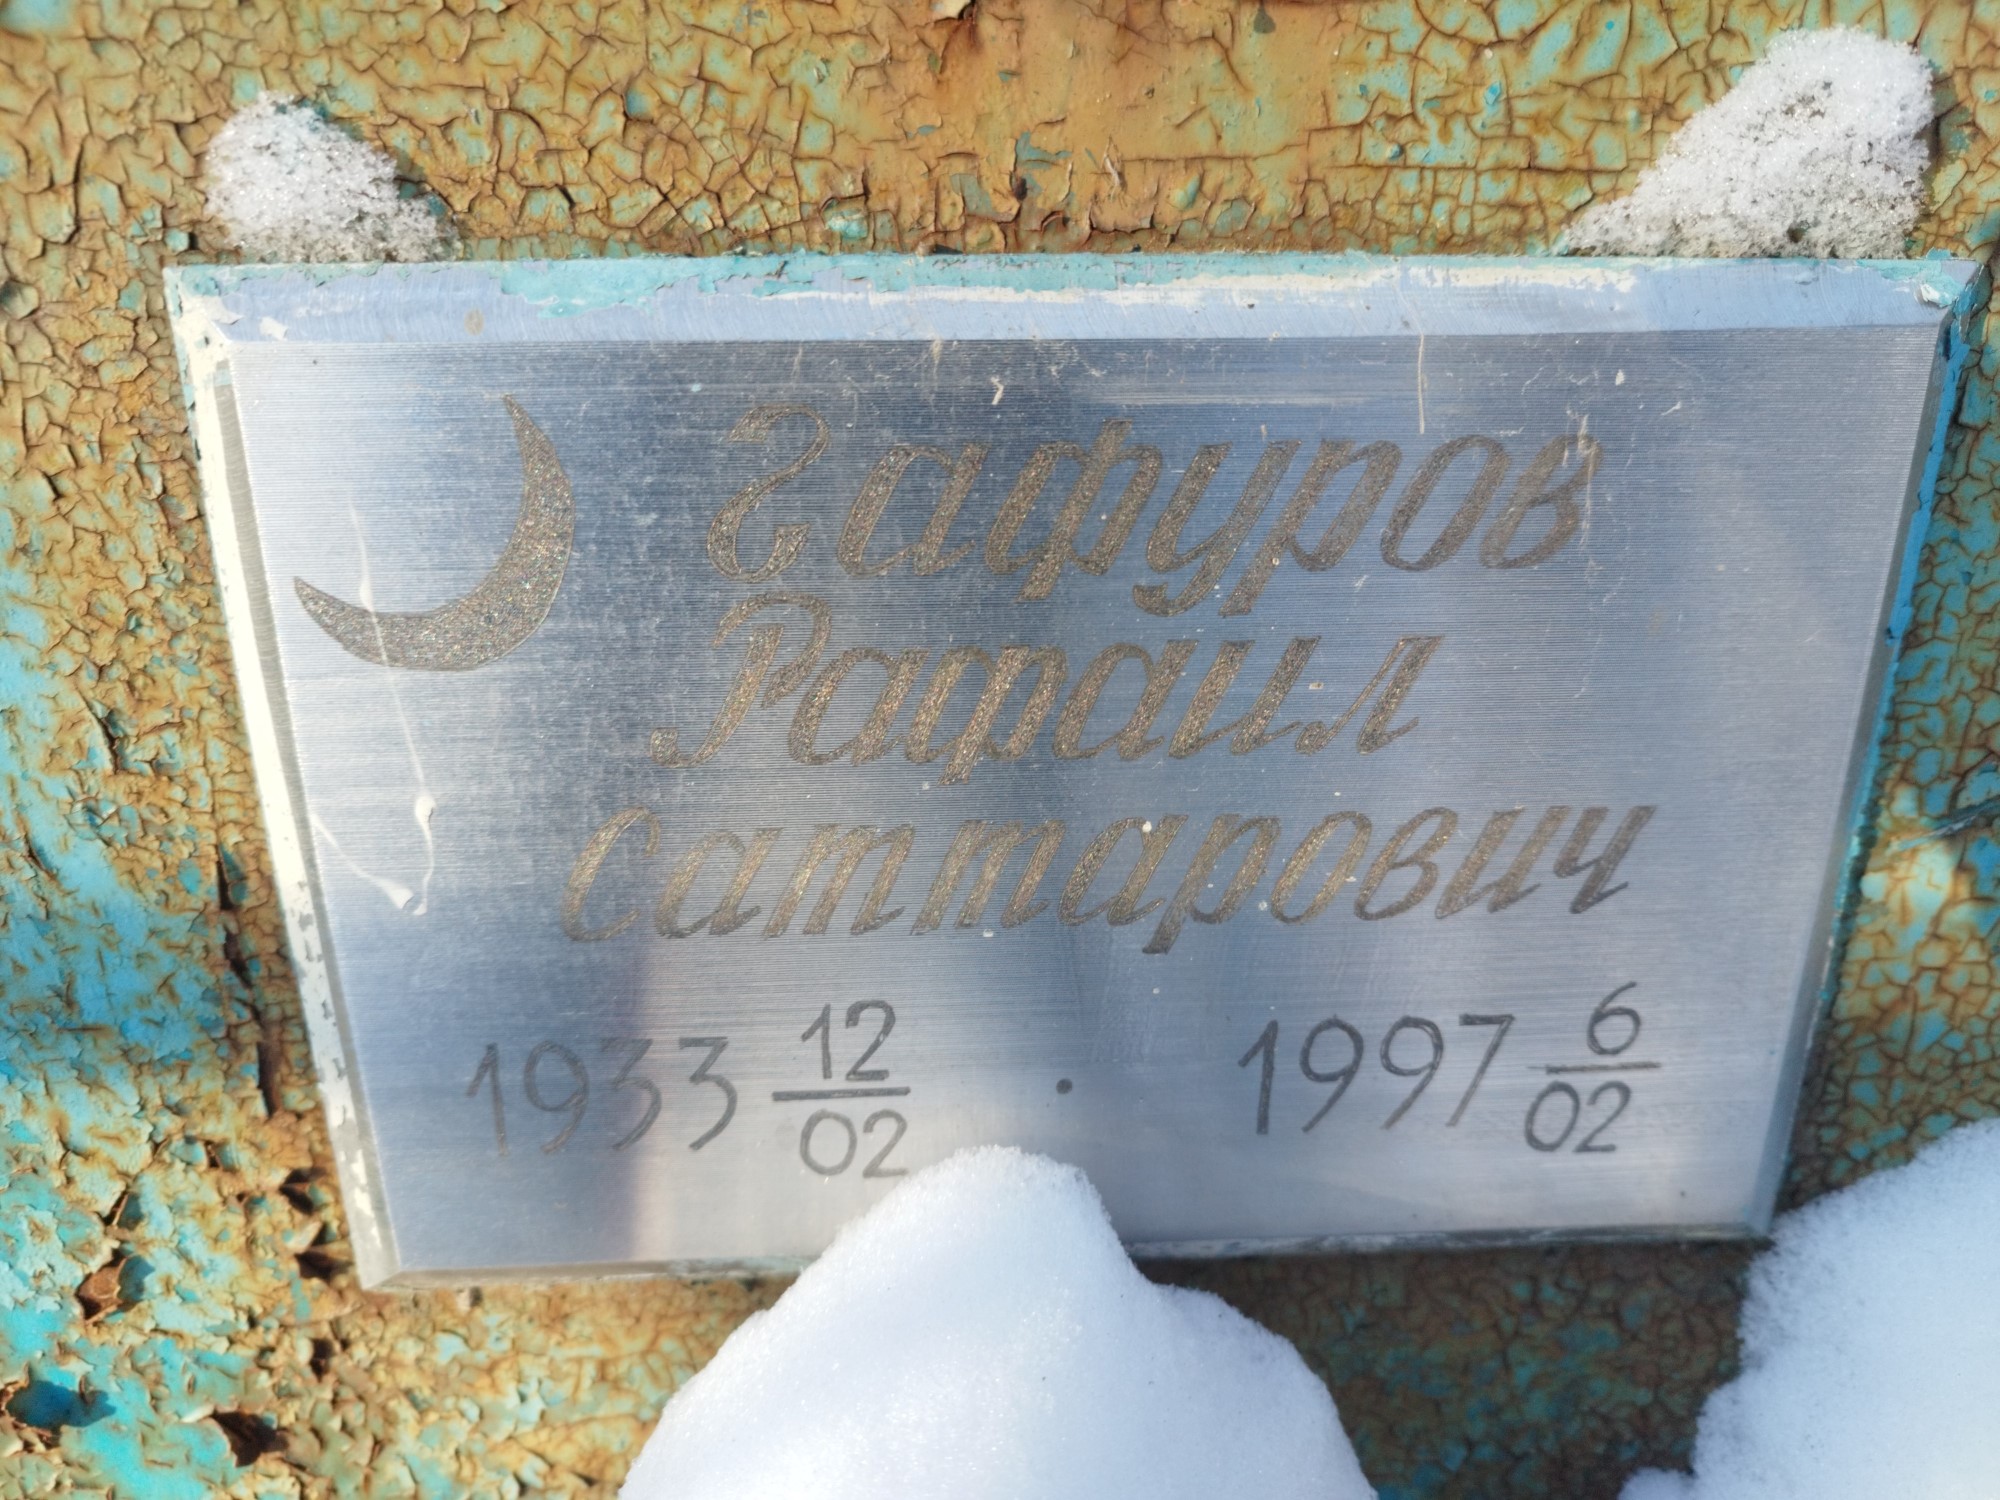 Гафуров
Рафаил
Саттарович
1933 12/02 · 1997 6/02